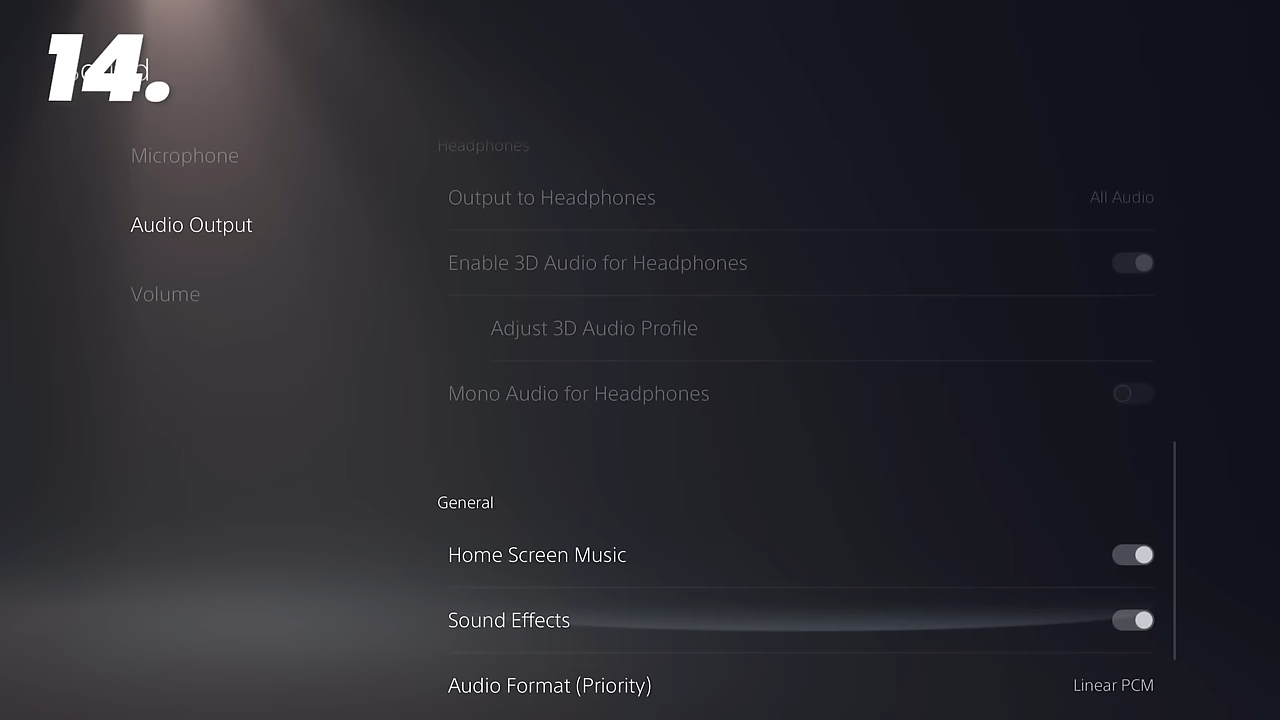 14.
Sound
Microphone
Audio Output
Volume
Headphones
Output to Headphones All Audio
Enable 3D Audio for Headphones
Adjust 3D Audio Profile
Mono Audio for Headphones
General
Home Screen Music
Sound Effects
Audio Format (Priority) Linear PCM